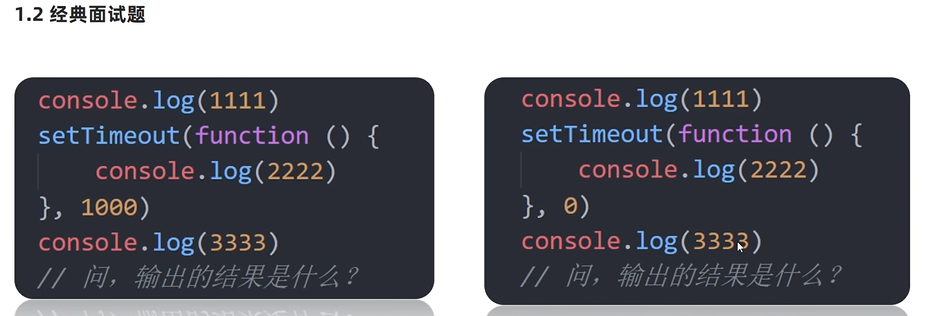 1.2 经典面试题
console.log(1111)
setTimeout(function () {
    console.log(2222)
}, 1000)
console.log(3333)
// 问，输出的结果是什么？
console.log(1111)
setTimeout(function () {
    console.log(2222)
}, 0)
console.log(3333)
// 问，输出的结果是什么？